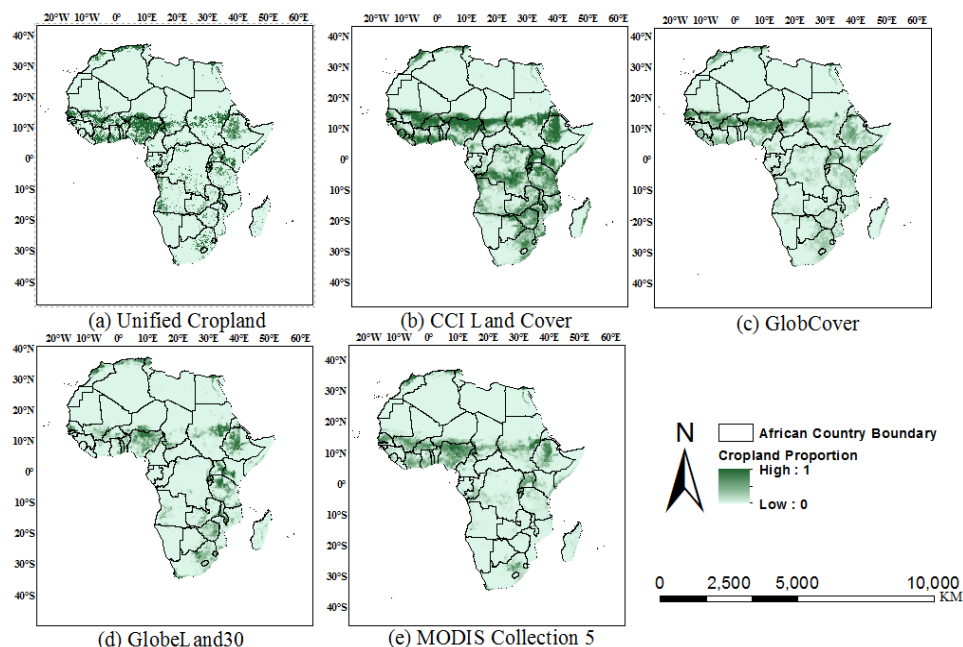 20°W 10°W 0° 10°E 20°E 30°E 40°E 50°E
20°W 10°W 0° 10°E 20°E 30°E 40°E 50°E
20°W 10°W 0° 10°E 20°E 30°E 40°E 50°E
40°N
30°N
20°N
10°N
0°
10°S
20°S
30°S
40°S
40°N
30°N
20°N
10°N
0°
10°S
20°S
30°S
40°S
40°N
30°N
20°N
10°N
0°
10°S
20°S
30°S
40°S
(a) Unified Cropland
(b) CCI Land Cover
(c) GlobCover
20°W 10°W 0° 10°E 20°E 30°E 40°E 50°E
20°W 10°W 0° 10°E 20°E 30°E 40°E 50°E
40°N
30°N
20°N
10°N
0°
10°S
20°S
30°S
40°S
40°N
30°N
20°N
10°N
0°
10°S
20°S
30°S
40°S
(d) GlobeLand30
(e) MODIS Collection 5
N
African Country Boundary
Cropland Proportion
High : 1
Low : 0
0 2,500 5,000 10,000
KM